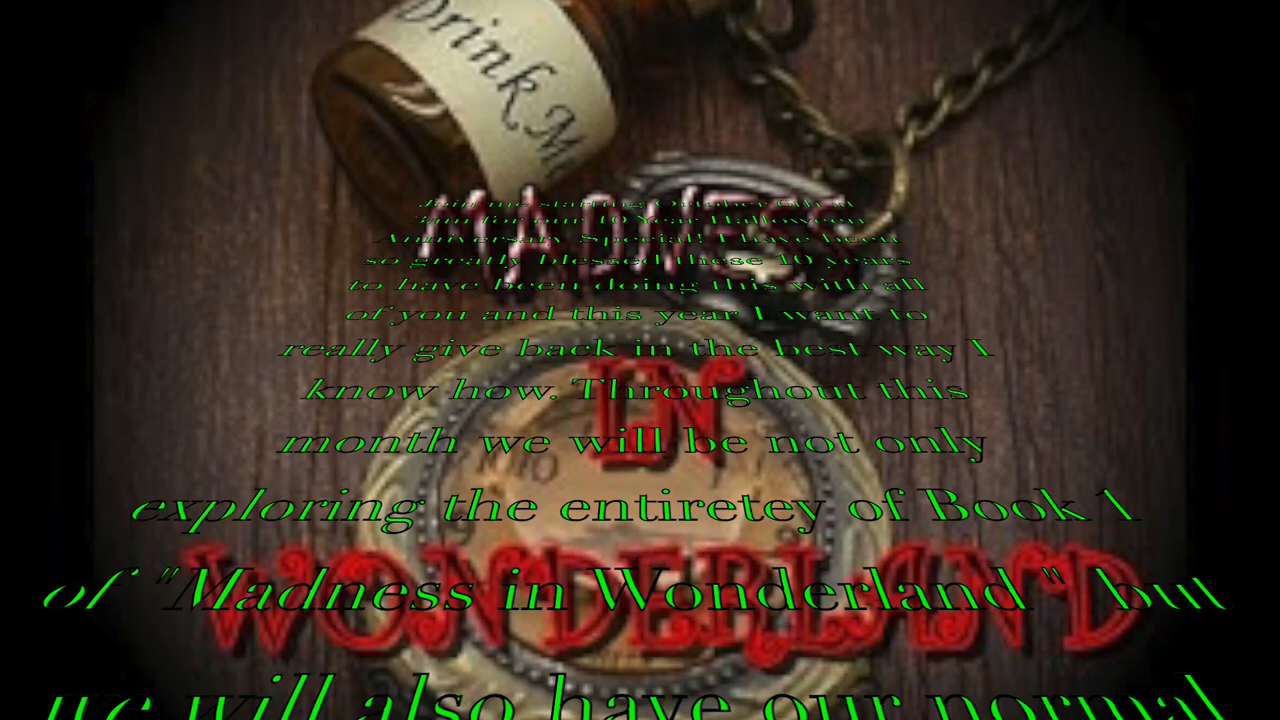 Drink M
MADNESS
IN
WONDERLAND
Join me starting October 6th at
7pm for our 10 Year Halloween
Anniversary Special! I have been
so greatly blessed these 10 years
to have been doing this with all
of you and this year I want to
really give back in the best way I
know how. Throughout this
month we will be not only
exploring the entiretey of Book 1
of "Madness in Wonderland" but
we will also have our normal